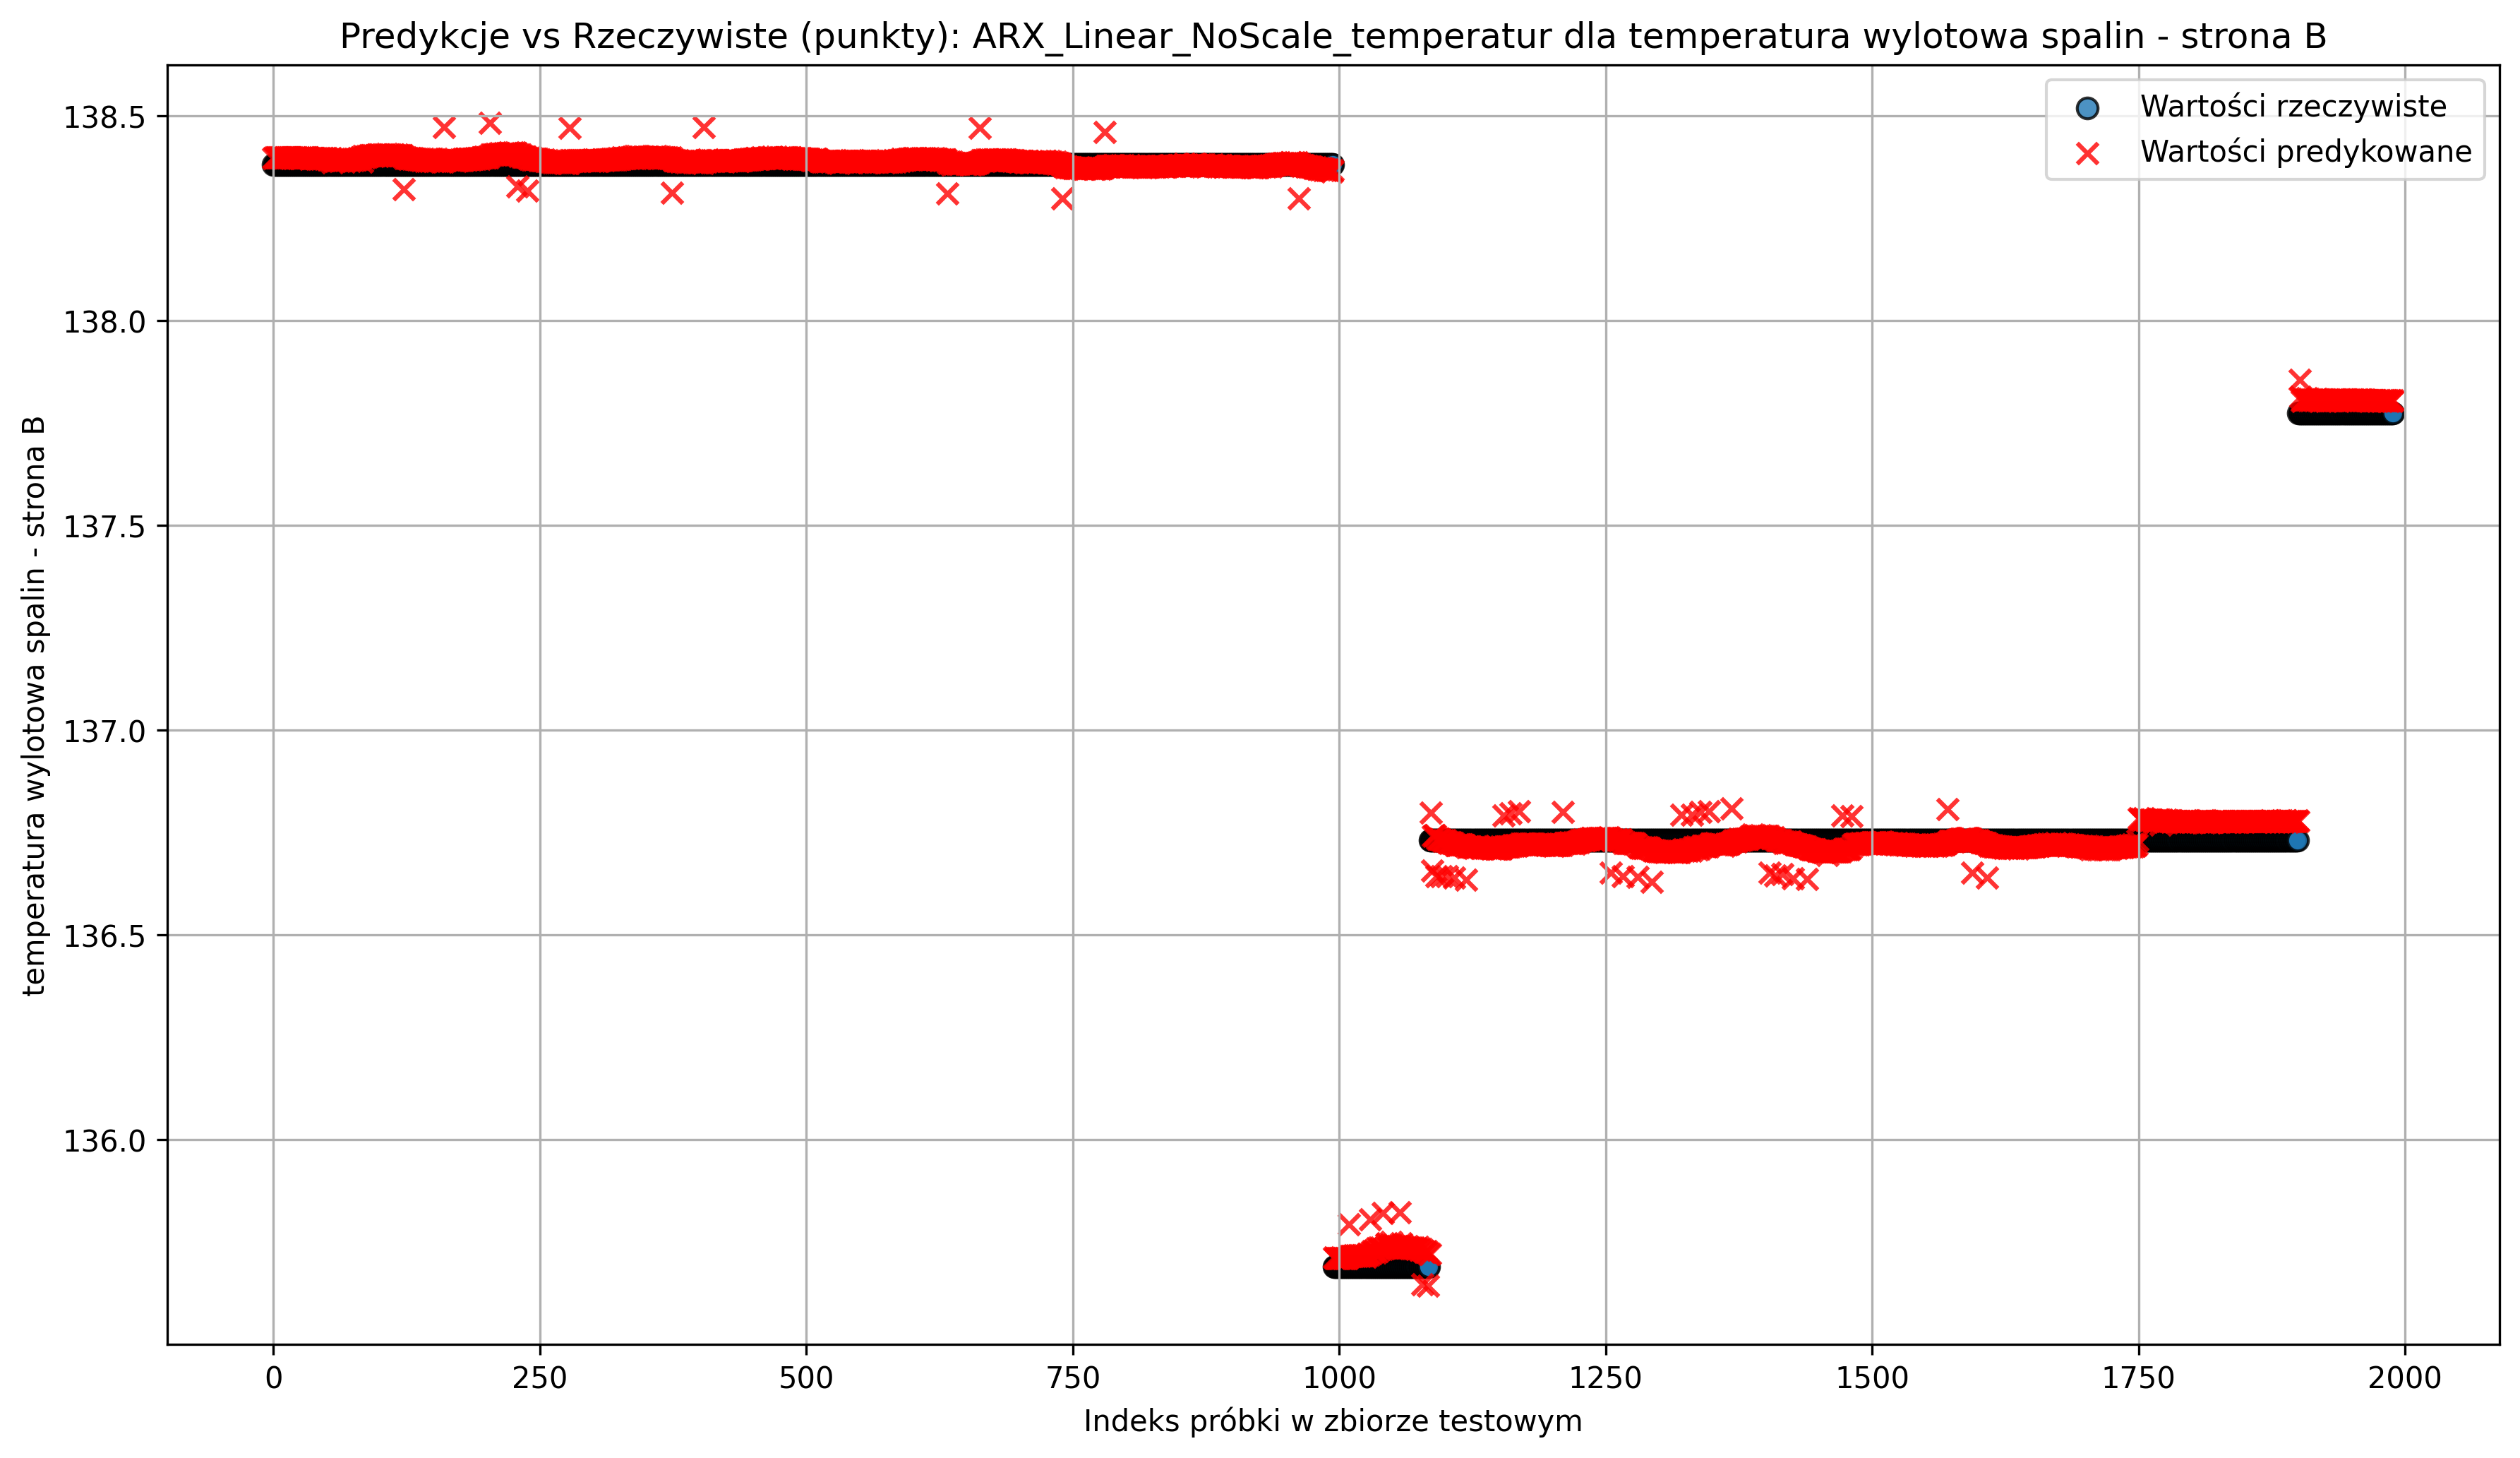 Predykcje vs Rzeczywiste (punkty): ARX_Linear_NoScale_temperatur dla temperatura wylotowa spalin - strona B
Wartości rzeczywiste
Wartości predykowane
temperatura wylotowa spalin - strona B
138.5
138.0
137.5
137.0
136.5
136.0
0 250 500 750 1000 1250 1500 1750 2000
Indeks próbki w zbiorze testowym